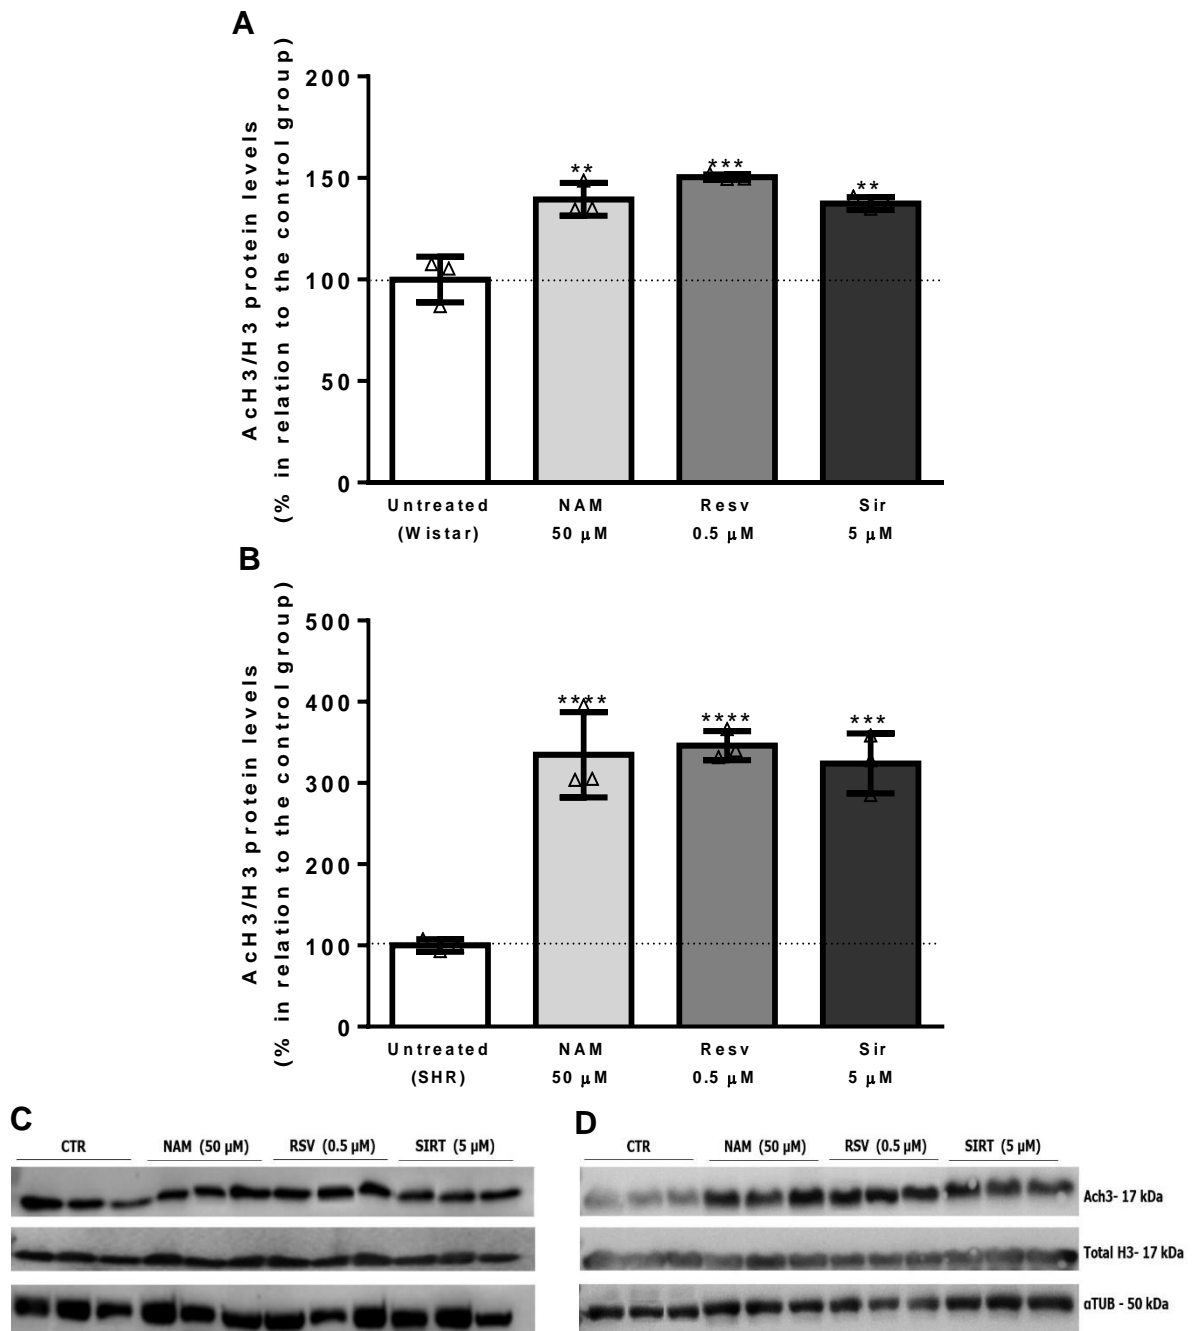 A
AcH3/H3 protein levels
(% in relation to the control group)
200
150
100
50
0
**
***
**
Untreated
(Wistar)
NAM
50 µM
Resv
0.5 µM
Sir
5 µM
B
AcH3/H3 protein levels
(% in relation to the control group)
500
400
300
200
100
0
****
****
***
Untreated
(SHR)
NAM
50 µM
Resv
0.5 µM
Sir
5 µM
C
CTR NAM (50 µM) RSV (0.5 µM) SIRT (5 µM)
D
CTR NAM (50 µM) RSV (0.5 µM) SIRT (5 µM)
Ach3- 17 kDa
Total H3- 17 kDa
αTUB - 50 kDa